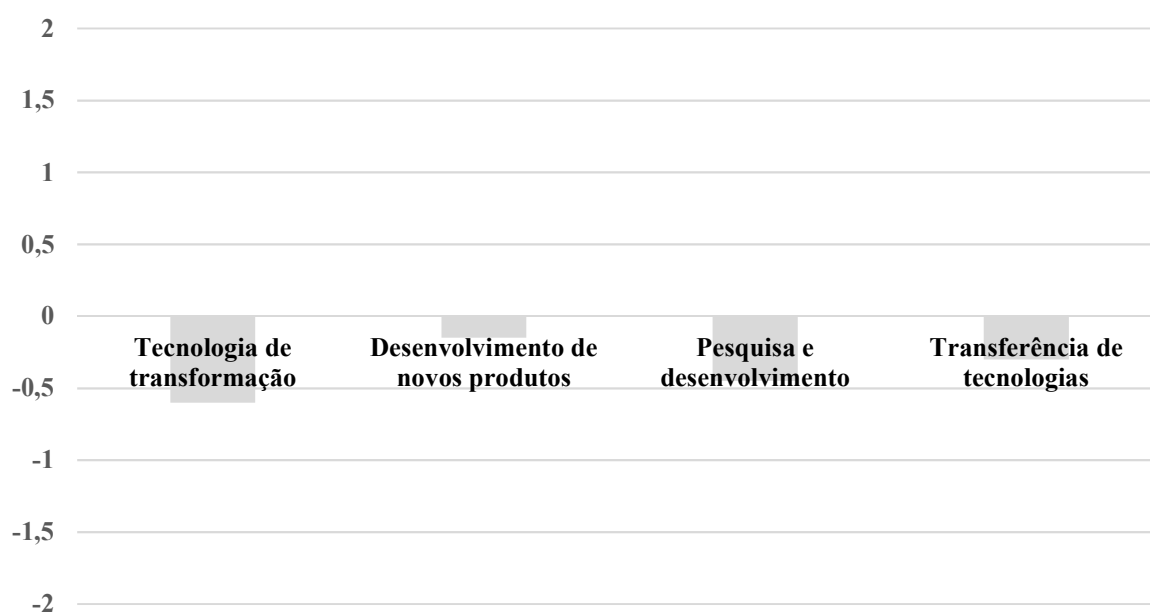 2
1,5
1
0,5
0
Tecnologia de
transformação
Desenvolvimento de
novos produtos
Pesquisa e
desenvolvimento
Transferência de
tecnologias
-0,5
-1
-1,5
-2